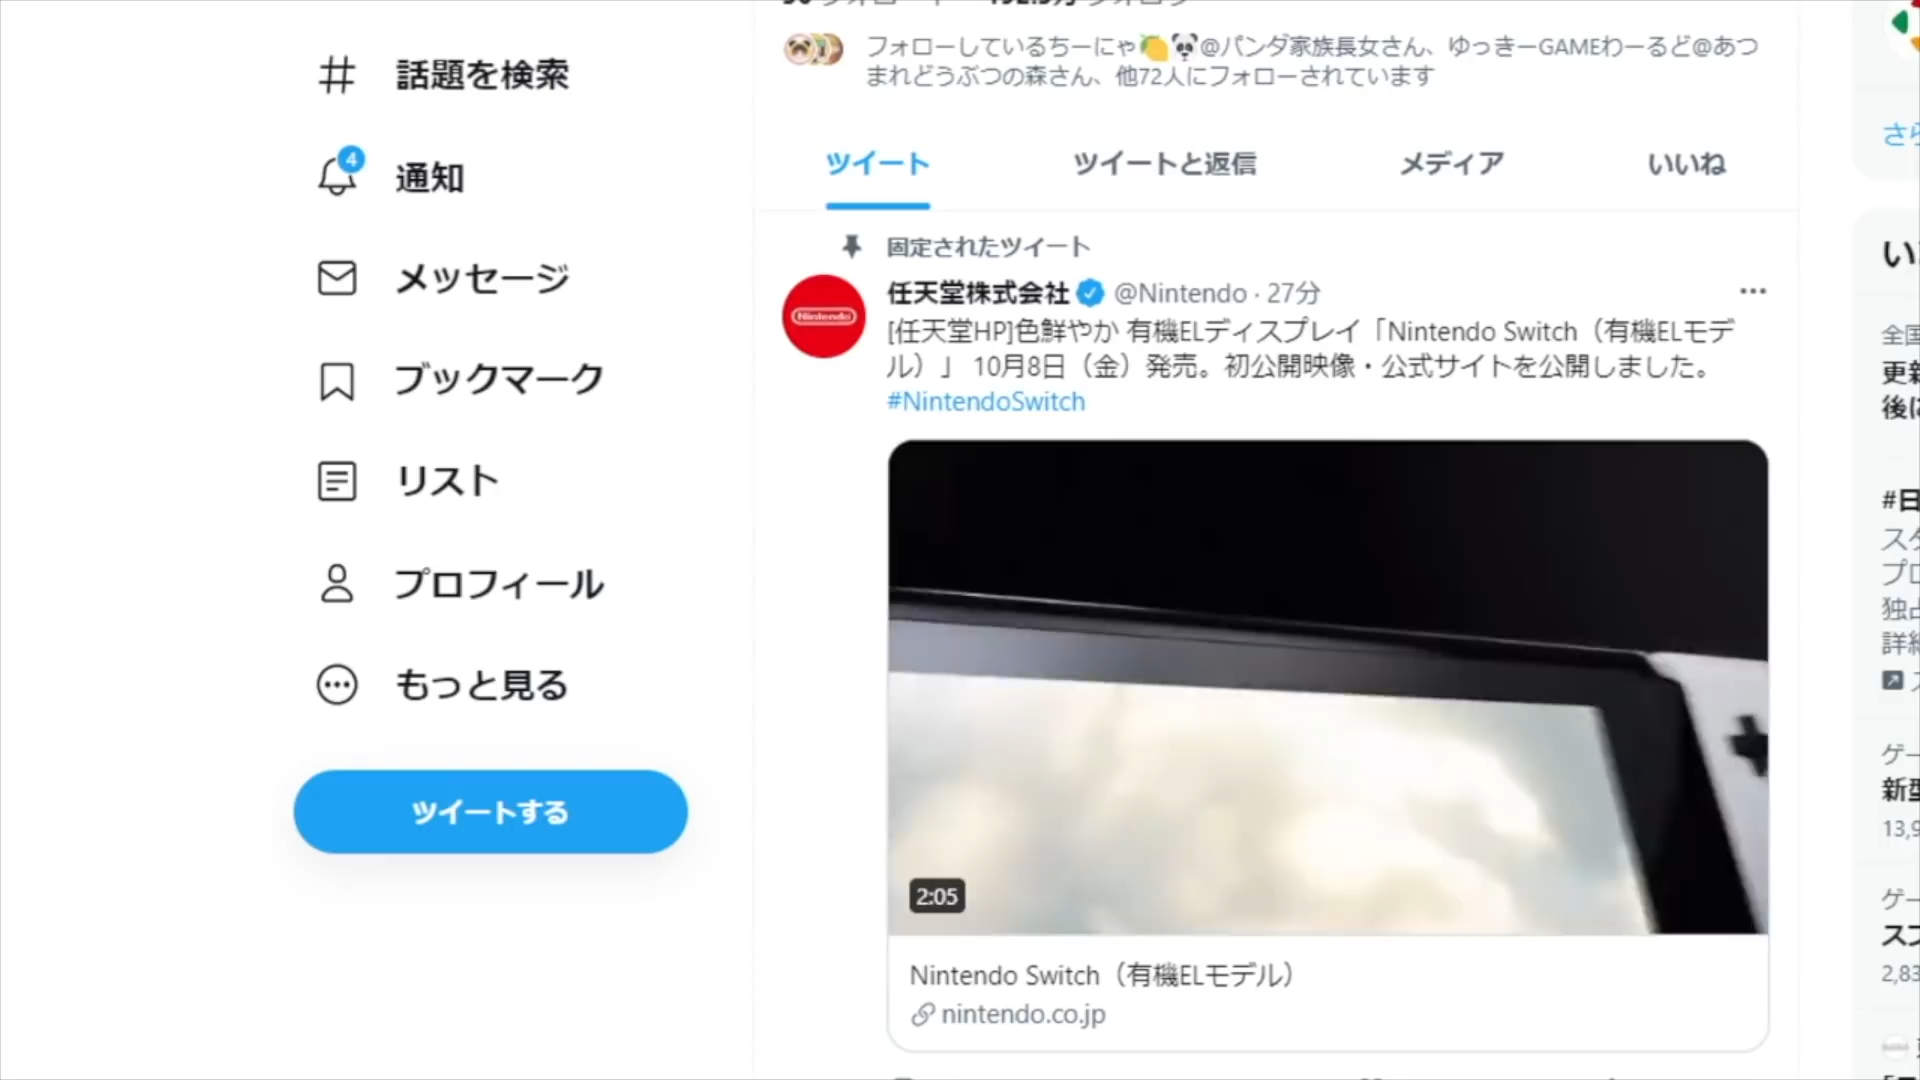 話題を検索
4
通知
メッセージ
ブックマーク
リスト
プロフィール
もっと見る
ツイートする
フォローしているちーにゃ🍋🐼@パンダ家族長女さん、ゆっきーGAMEわーるど@あつ
まれどうぶつの森さん、他72人にフォローされています
ツイート
ツイートと返信
メディア
いいね
固定されたツイート
Nintendo
任天堂株式会社 @Nintendo · 27分
[任天堂HP]色鮮やか 有機ELディスプレイ「Nintendo Switch（有機ELモデ
ル）」 10月8日（金）発売。初公開映像・公式サイトを公開しました。
#NintendoSwitch
2:05
Nintendo Switch（有機ELモデル）
nintendo.co.jp
さら
い
全国
更新
後に
#日
スタ
プロ
独占
詳細
ゲー
新型
13,9
ゲー
スプ
2,83